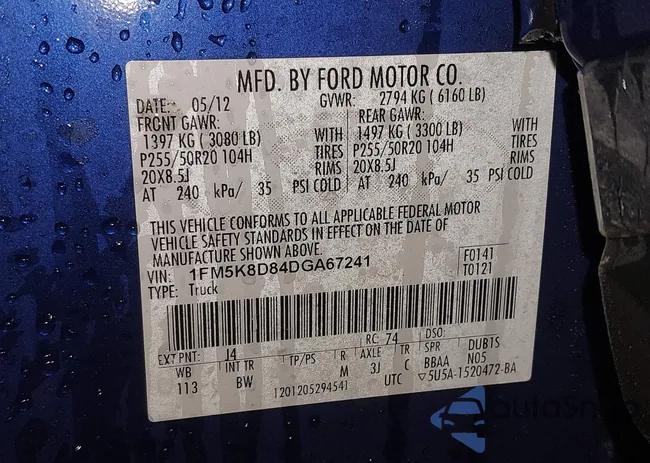 MFD. BY FORD MOTOR CO.
DATE: 05/12 GVWR: 2794 KG ( 6160 LB)
FRONT GAWR: REAR GAWR:
1397 KG ( 3080 LB) WITH 1497 KG ( 3300 LB) WITH
P255/50R20 104H TIRES P255/50R20 104H TIRES
20X8.5J RIMS 20X8.5J RIMS
AT 240 kPa/ 35 PSI COLD AT 240 kPa/ 35 PSI COLD
THIS VEHICLE CONFORMS TO ALL APPLICABLE FEDERAL MOTOR
VEHICLE SAFETY STANDARDS IN EFFECT ON THE DATE OF
MANUFACTURE SHOWN ABOVE.
VIN: 1FM5K8D84DGA67241 F0141
TYPE: Truck T0121
EXT PNT: J4 RC: 74 DSO:
WB INT TR TP/PS R AXLE TR SPR DUB1S
113 BW M 3J C BBAA N05
120120529454 UTC ▽5U5A-1520472-BA
autoSnap